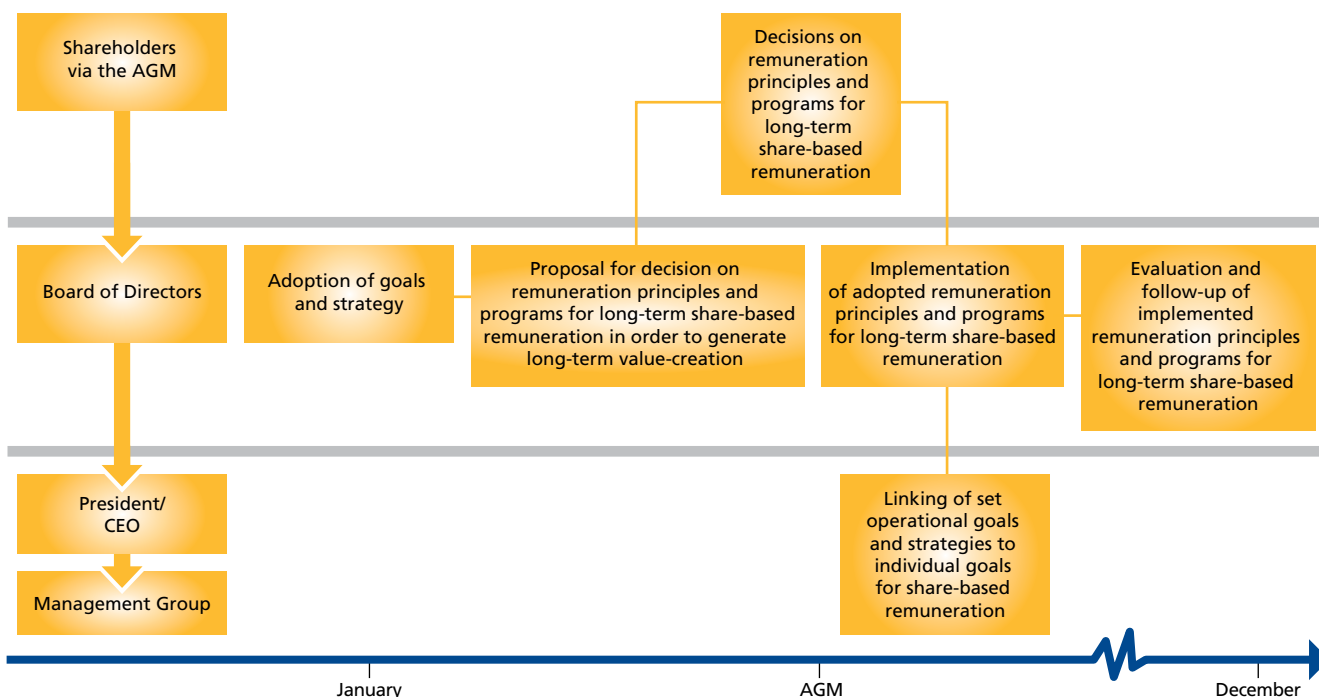 Shareholders
via the AGM
Decisions on
remuneration
principles and
programs for
long-term
share-based
remuneration
Board of Directors
Adoption of goals
and strategy
Proposal for decision on
remuneration principles and
programs for long-term share-based
remuneration in order to generate
long-term value-creation
Implementation
of adopted remuneration
principles and programs
for long-term share-based
remuneration
Evaluation and
follow-up of
implemented
remuneration principles
and programs for
long-term share-based
remuneration
President/
CEO
Management Group
Linking of set
operational goals
and strategies to
individual goals
for share-based
remuneration
January
AGM
December